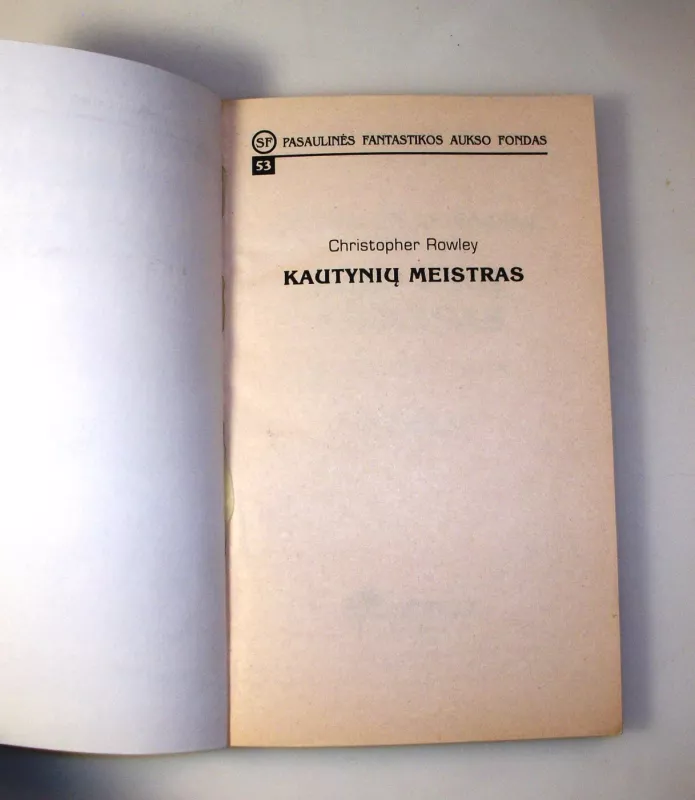 SF PASAULINĖS FANTASTIKOS AUKSO FONDAS
53
Christopher Rowley
KAUTYNIŲ MEISTRAS